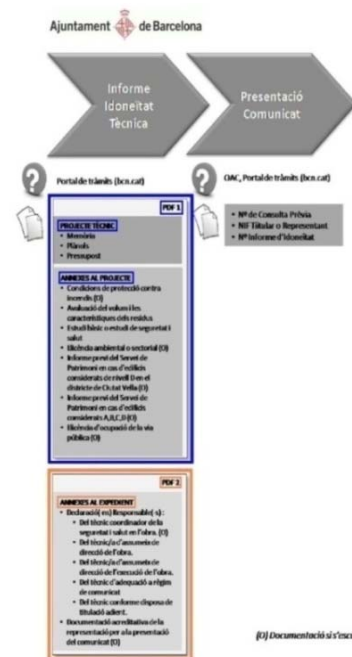 Ajuntament de Barcelona
Informe
Idoneïtat
Tècnica
Presentació
Comunicat
Portal de tràmits (bcn.cat)
OAC, Portal de tràmits (bcn.cat)
PDF 1
PROJECTE TÈCNIC
• Memòria
• Plànols
• Pressupost
ANNEXES AL PROJECTE
• Condicions de protecció contra
incendis (O)
• Avaluació del volum i les
característiques dels residus
• Estudi bàsic o estudi de seguretat i
salut
• Llicència ambiental o sectorial (O)
• Informe previ del Servei de
Patrimoni en cas d'edificis
considerats de nivell D en el
districte de Ciutat Vella (O)
• Informe previ del Servei de
Patrimoni en cas d'edificis
considerats A,B,C,D (O)
• Llicència d'ocupació de la via
pública (O)
• Nº de Consulta Prèvia
• NIF Titular o Representant
• Nº Informe d'Idoneïtat
PDF 2
ANNEXES AL EXPEDIENT
• Declaració(-ns) Responsable(-s) :
• Del tècnic coordinador de la
seguretat i salut en l'obra. (O)
• Del tècnic/a d'assumeix de
direcció de l'obra.
• Del tècnic/a d'assumeix de
direcció de l'execució de l'obra.
• Del tècnic d'adequació a règim
de comunicat
• Del tècnic conforme disposa de
titulació adient.
• Documentació acreditativa de la
representació per a la presentació
del comunicat (O)
(O) Documentació si s'esc